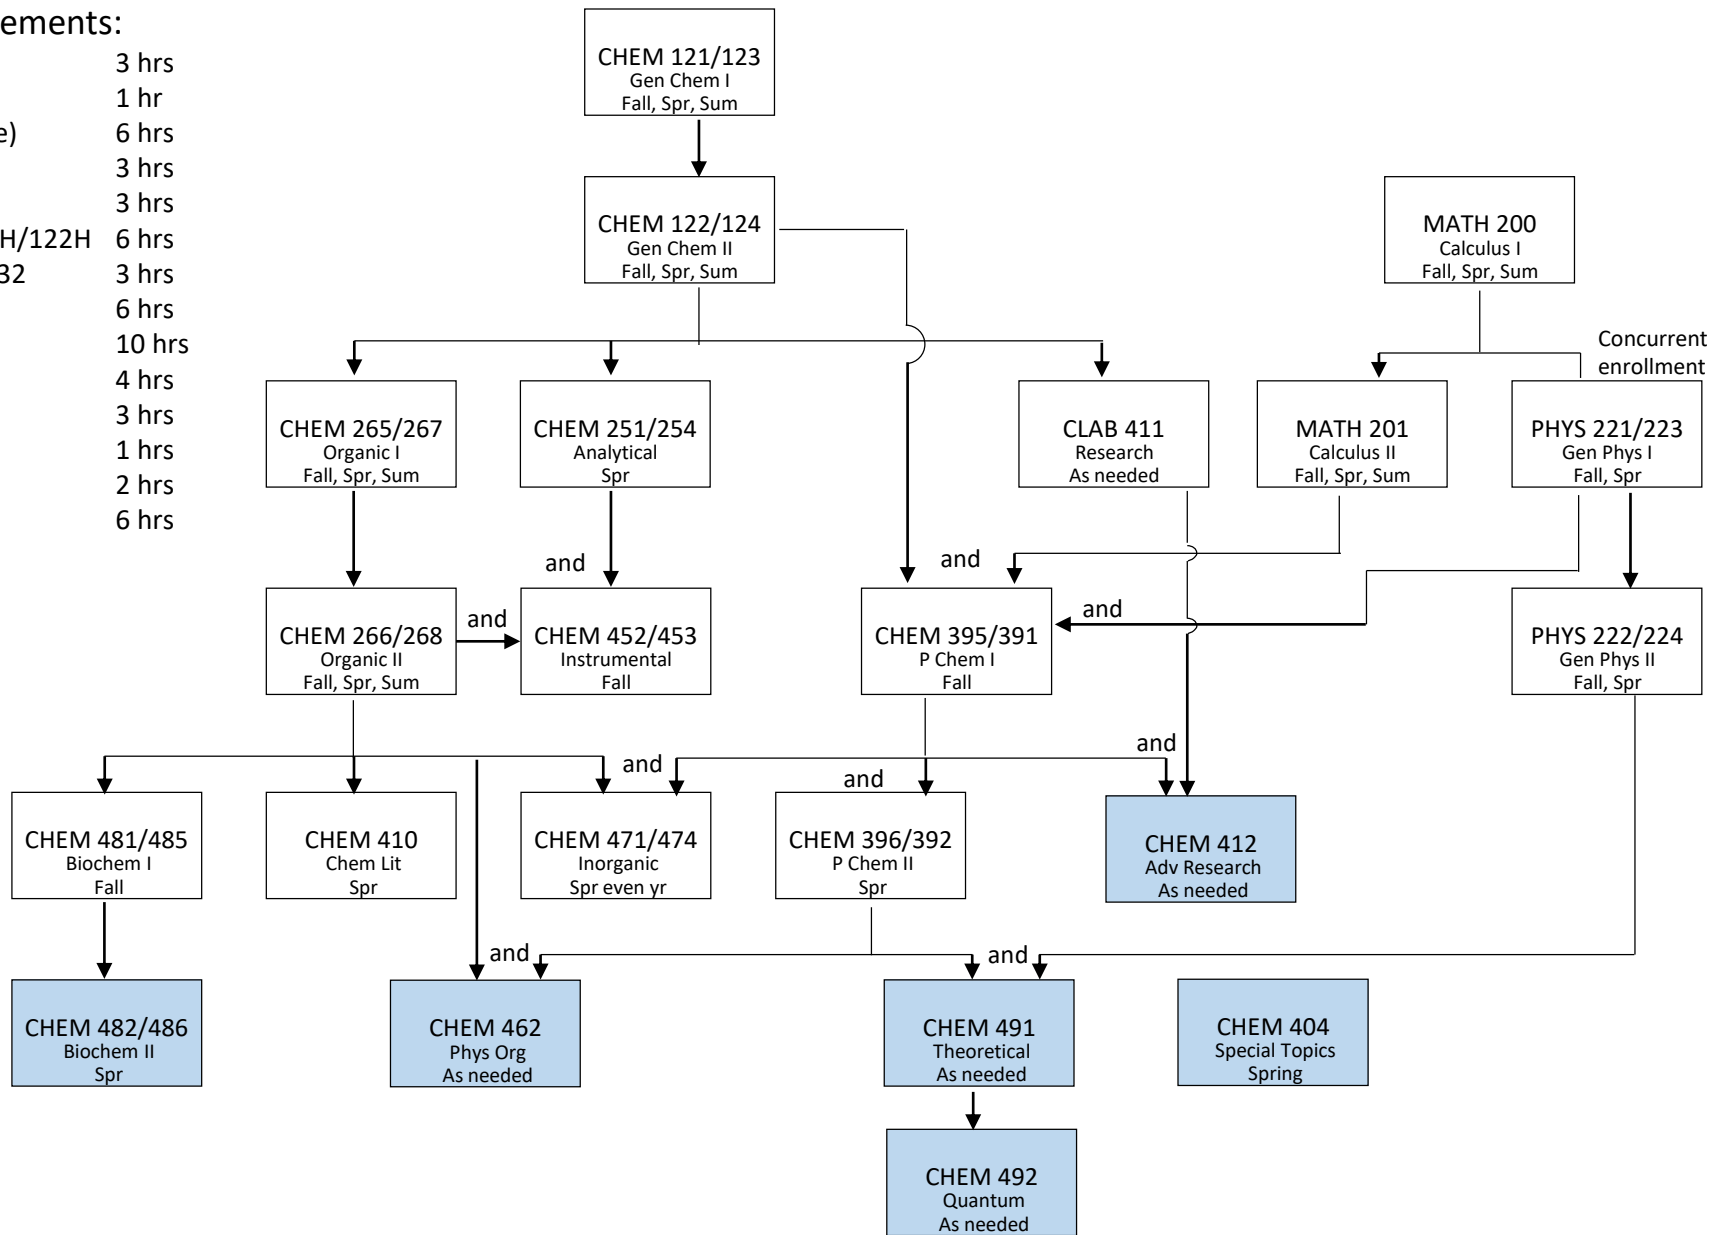 ements:
3 hrs
1 hr
e) 6 hrs
3 hrs
3 hrs
H/122H 6 hrs
32 3 hrs
6 hrs
10 hrs
4 hrs
3 hrs
1 hrs
2 hrs
6 hrs
CHEM 121/123
Gen Chem I
Fall, Spr, Sum
CHEM 122/124
Gen Chem II
Fall, Spr, Sum
MATH 200
Calculus I
Fall, Spr, Sum
Concurrent
enrollment
CHEM 265/267
Organic I
Fall, Spr, Sum
CHEM 251/254
Analytical
Spr
CLAB 411
Research
As needed
MATH 201
Calculus II
Fall, Spr, Sum
PHYS 221/223
Gen Phys I
Fall, Spr
and
and
and
and
CHEM 266/268
Organic II
Fall, Spr, Sum
CHEM 452/453
Instrumental
Fall
CHEM 395/391
P Chem I
Fall
PHYS 222/224
Gen Phys II
Fall, Spr
and
and
and
CHEM 481/485
Biochem I
Fall
CHEM 410
Chem Lit
Spr
CHEM 471/474
Inorganic
Spr even yr
CHEM 396/392
P Chem II
Spr
CHEM 412
Adv Research
As needed
and
and
CHEM 482/486
Biochem II
Spr
CHEM 462
Phys Org
As needed
CHEM 491
Theoretical
As needed
CHEM 404
Special Topics
Spring
CHEM 492
Quantum
As needed